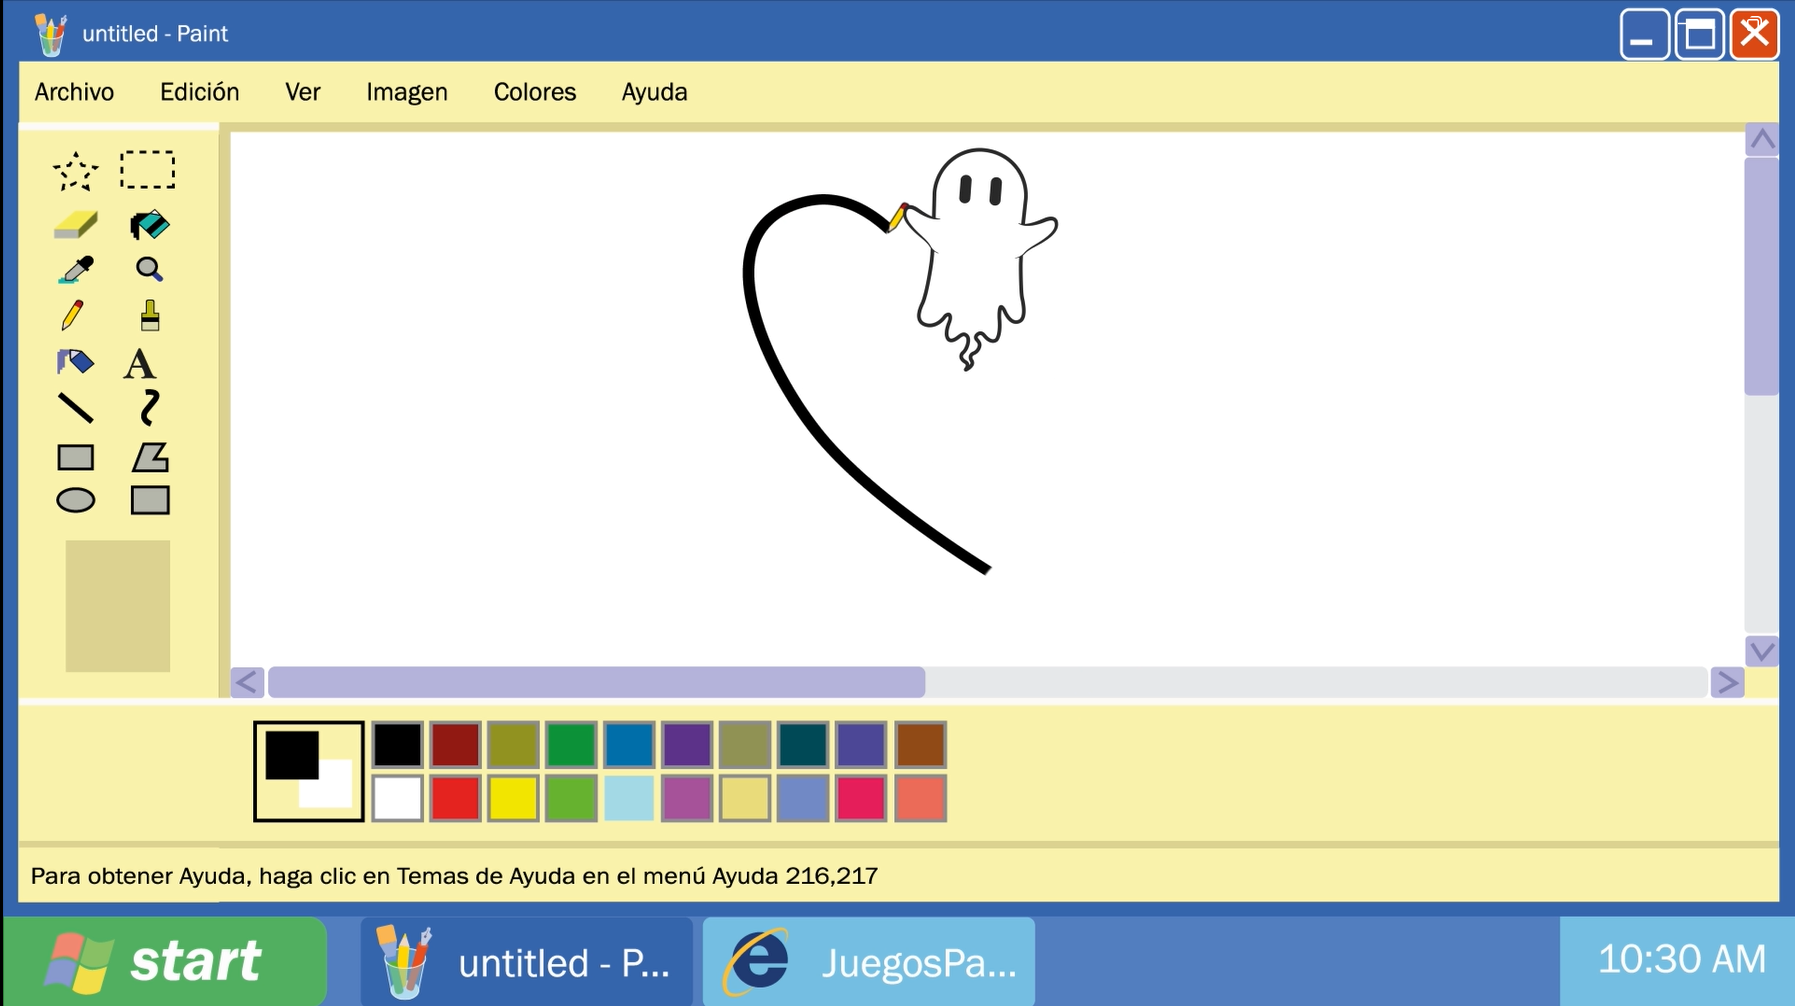 untitled - Paint
Archivo Edición Ver Imagen Colores Ayuda
A
Para obtener Ayuda, haga clic en Temas de Ayuda en el menú Ayuda 216,217
start untitled - P... JuegosPa... 10:30 AM